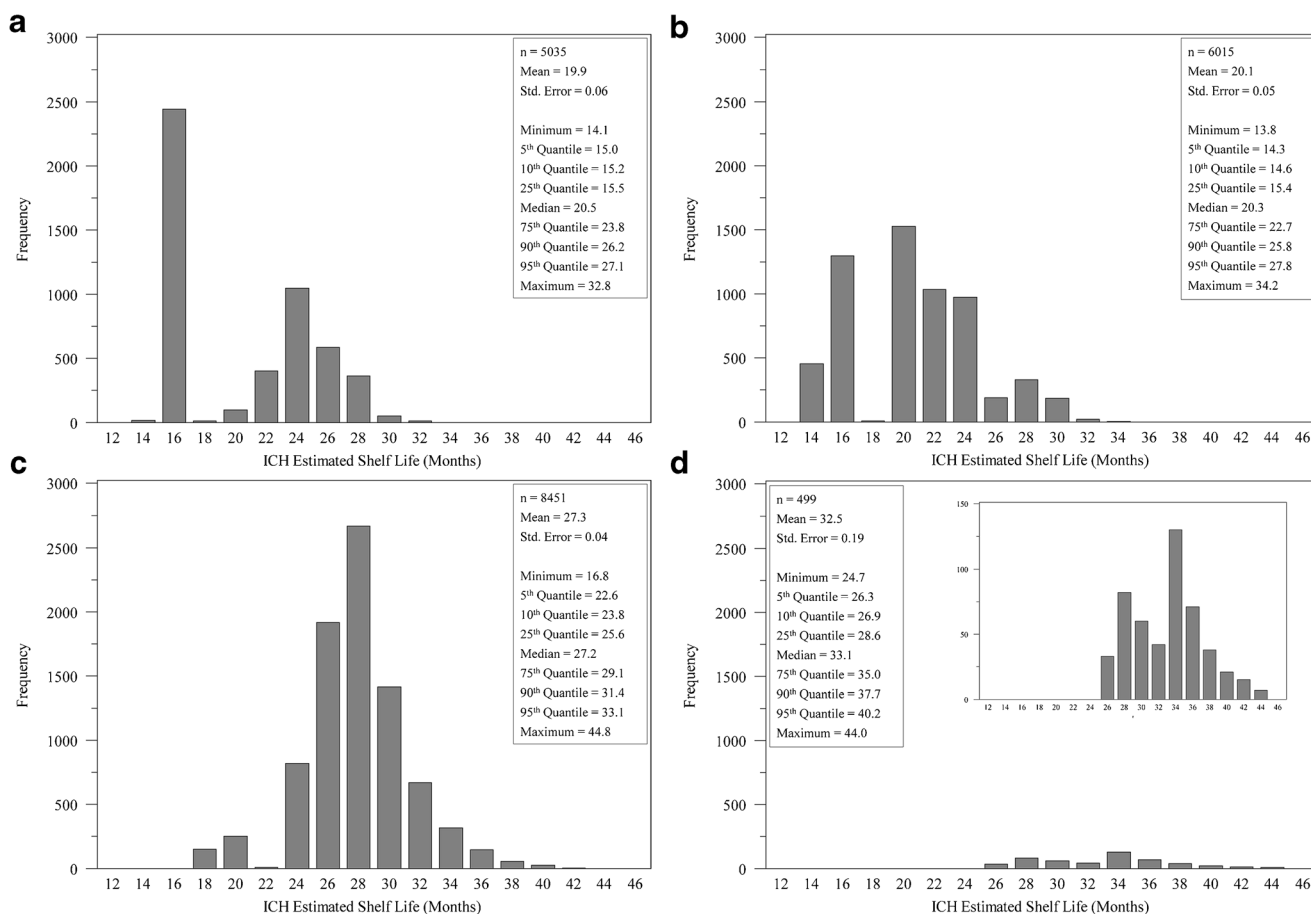 a
3000
2500
2000
1500
1000
500
0
Frequency
n = 5035
Mean = 19.9
Std. Error = 0.06
Minimum = 14.1
5th Quantile = 15.0
10th Quantile = 15.2
25th Quantile = 15.5
Median = 20.5
75th Quantile = 23.8
90th Quantile = 26.2
95th Quantile = 27.1
Maximum = 32.8
12 14 16 18 20 22 24 26 28 30 32 34 36 38 40 42 44 46
ICH Estimated Shelf Life (Months)
b
3000
2500
2000
1500
1000
500
0
Frequency
n = 6015
Mean = 20.1
Std. Error = 0.05
Minimum = 13.8
5th Quantile = 14.3
10th Quantile = 14.6
25th Quantile = 15.4
Median = 20.3
75th Quantile = 22.7
90th Quantile = 25.8
95th Quantile = 27.8
Maximum = 34.2
12 14 16 18 20 22 24 26 28 30 32 34 36 38 40 42 44 46
ICH Estimated Shelf Life (Months)
c
3000
2500
2000
1500
1000
500
0
Frequency
n = 8451
Mean = 27.3
Std. Error = 0.04
Minimum = 16.8
5th Quantile = 22.6
10th Quantile = 23.8
25th Quantile = 25.6
Median = 27.2
75th Quantile = 29.1
90th Quantile = 31.4
95th Quantile = 33.1
Maximum = 44.8
12 14 16 18 20 22 24 26 28 30 32 34 36 38 40 42 44 46
ICH Estimated Shelf Life (Months)
d
3000
2500
2000
1500
1000
500
0
Frequency
n = 499
Mean = 32.5
Std. Error = 0.19
Minimum = 24.7
5th Quantile = 26.3
10th Quantile = 26.9
25th Quantile = 28.6
Median = 33.1
75th Quantile = 35.0
90th Quantile = 37.7
95th Quantile = 40.2
Maximum = 44.0
150
100
50
0
12 14 16 18 20 22 24 26 28 30 32 34 36 38 40 42 44 46
12 14 16 18 20 22 24 26 28 30 32 34 36 38 40 42 44 46
ICH Estimated Shelf Life (Months)